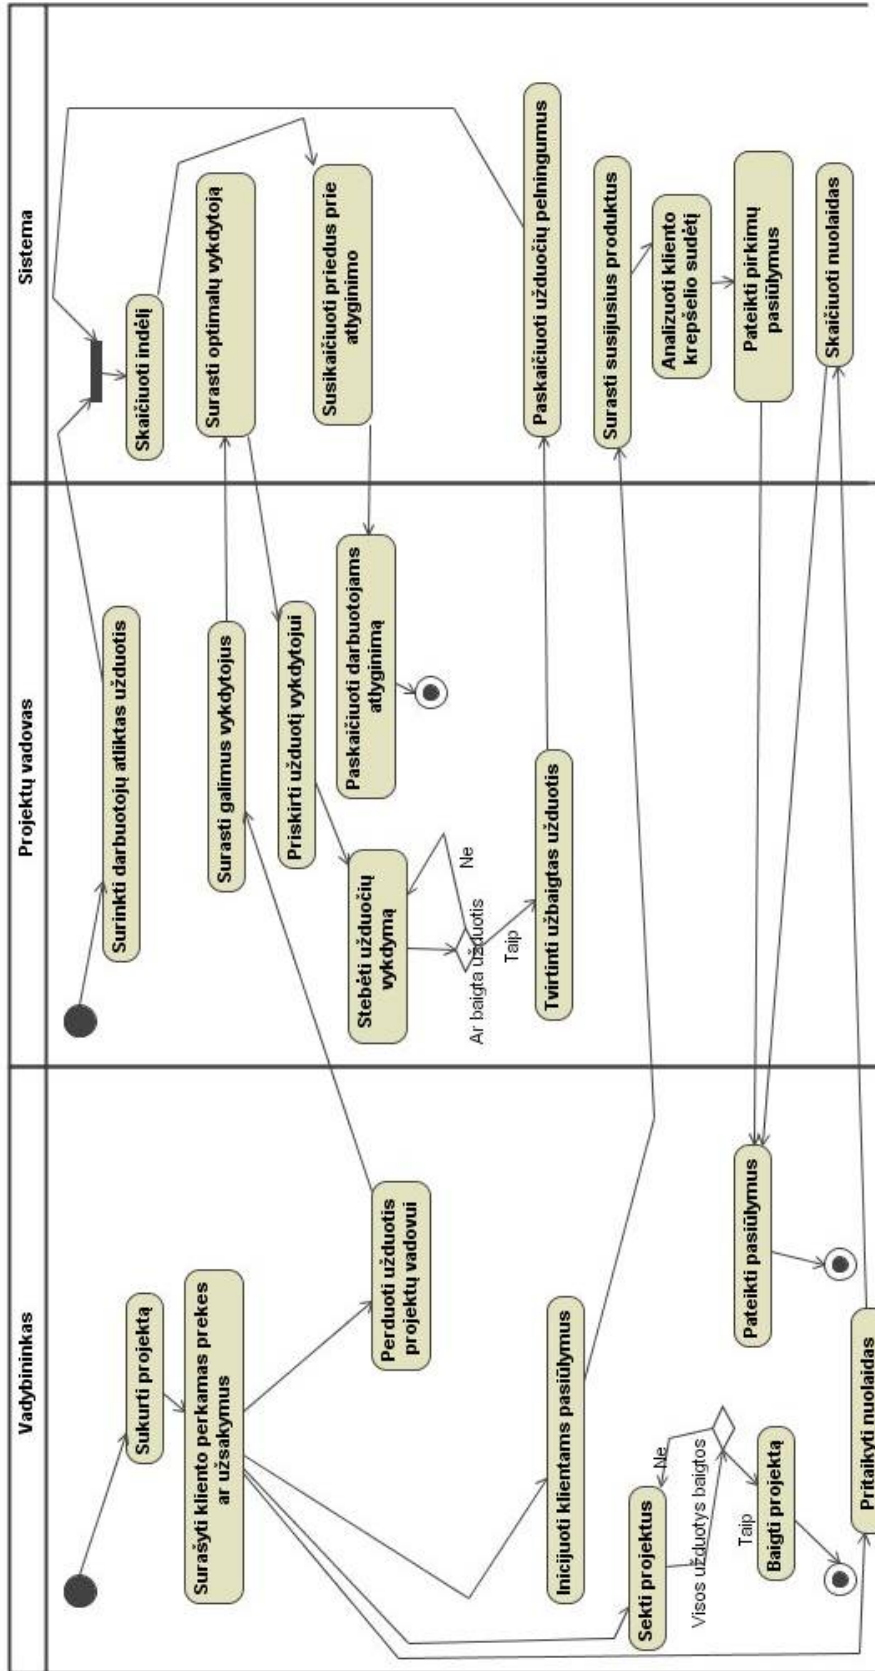 Vadybininkas
Projektų vadovas
Sistema
Sukurti projektą
Surašyti kliento perkamas prekes
ar užsakymus
Perduoti užduotis
projektų vadovui
Inicijuoti klientams pasiūlymus
Sekti projektus
Ne
Visos užduotys baigtos
Taip
Baigti projektą
Pateikti pasiūlymus
Pritaikyti nuolaidas
Surinkti darbuotojų atliktas užduotis
Surasti galimus vykdytojus
Priskirti užduotį vykdytojui
Paskaičiuoti darbuotojams
atlyginimą
Stebėti užduočių
vykdymą
Ne
Ar baigta užduotis
Taip
Tvirtinti užbaigtas užduotis
Skaičiuoti indėlį
Surasti optimalų vykdytoją
Susikaičiuoti priedus prie
atlyginimo
Paskaičiuoti užduočių pelningumus
Surasti susijusius produktus
Analizuoti kliento
krepšelio sudėtį
Pateikti pirkimų
pasiūlymus
Skaičiuoti nuolaidas